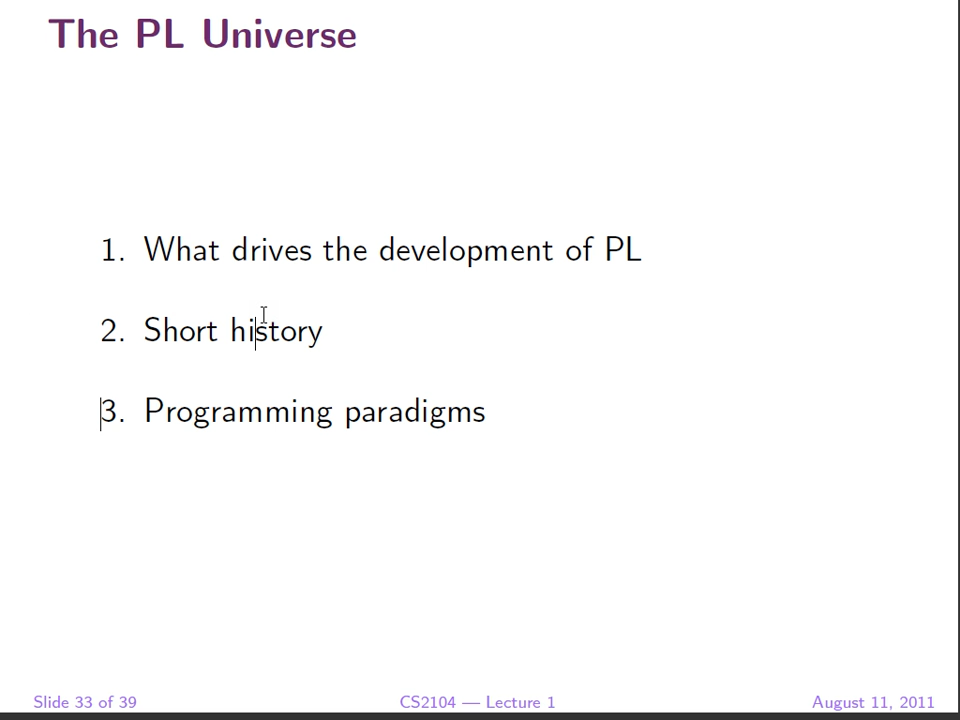 The PL Universe
1. What drives the development of PL
2. Short history
3. Programming paradigms
Slide 33 of 39 CS2104 — Lecture 1 August 11, 2011